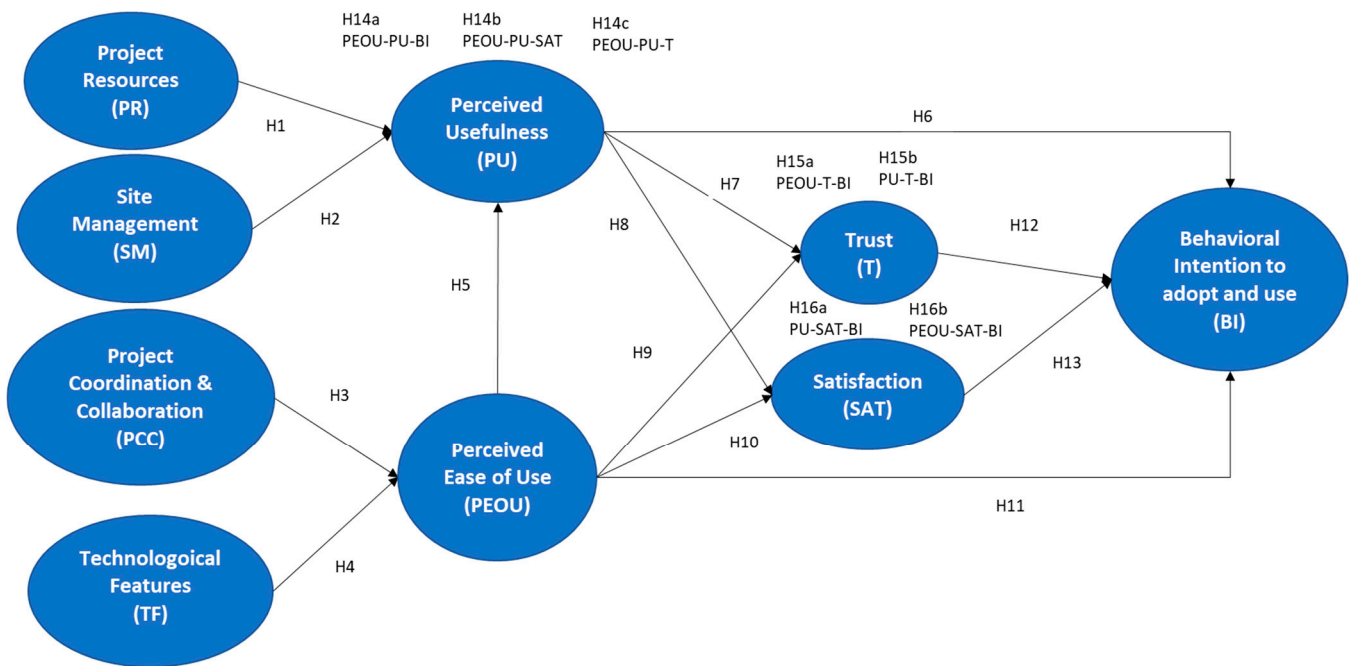 H14a
PEOU-PU-BI
H14b
PEOU-PU-SAT
H14c
PEOU-PU-T
Project
Resources
(PR)
H1
Perceived
Usefulness
(PU)
H6
Site
Management
(SM)
H2
H7
H15a
PEOU-T-BI
H15b
PU-T-BI
H8
Trust
(T)
H12
Behavioral
Intention to
adopt and use
(BI)
H5
H16a
PU-SAT-BI
H16b
PEOU-SAT-BI
H9
H13
Project
Coordination &
Collaboration
(PCC)
H3
Satisfaction
(SAT)
H10
Perceived
Ease of Use
(PEOU)
H11
Technologoical
Features
(TF)
H4